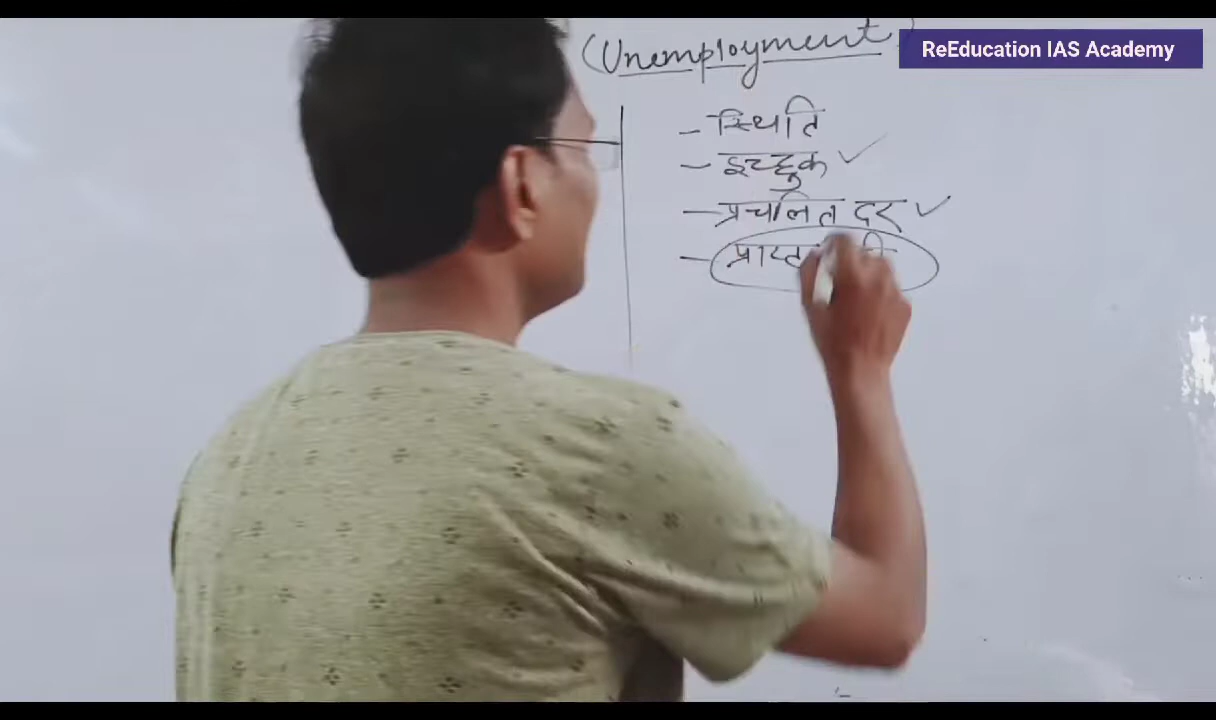 (Unemployment)
ReEducation IAS Academy
- स्थिति
- इच्छुक ✓
- प्रचलित दर ✓
-